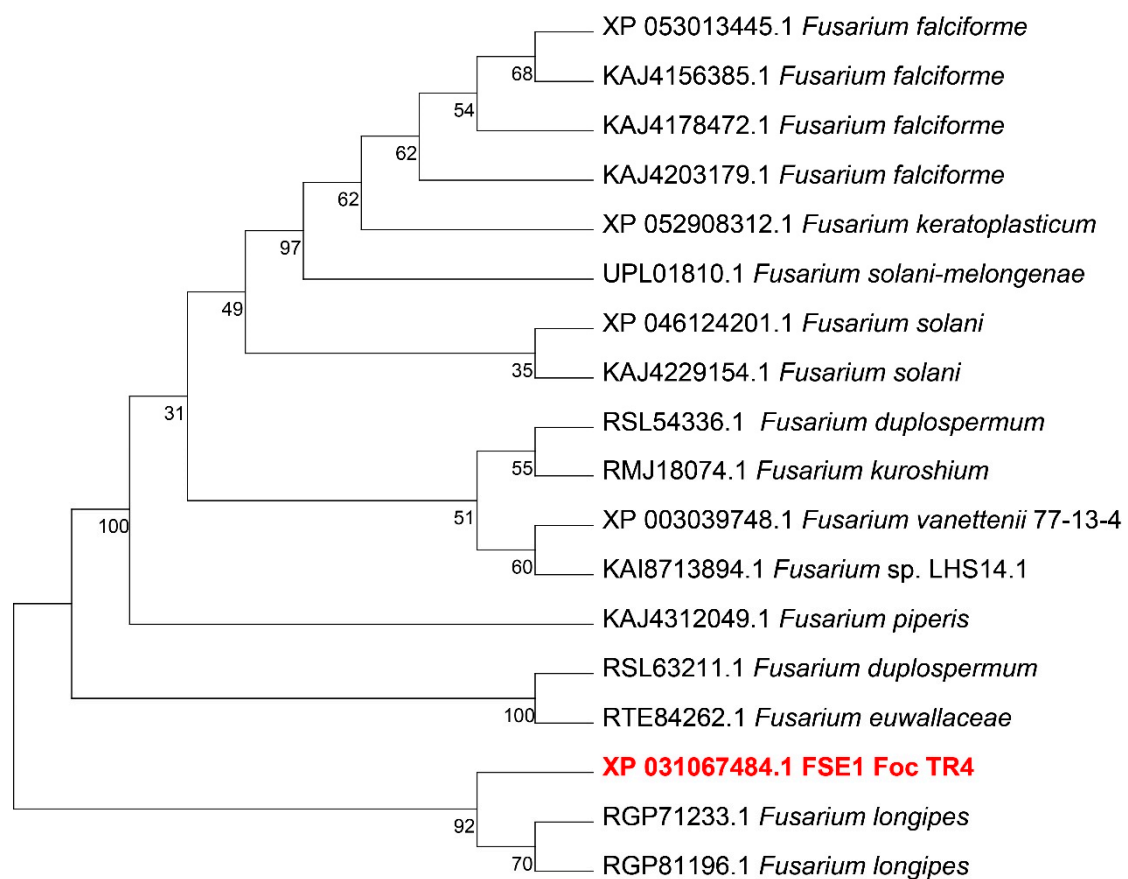 XP 053013445.1 Fusarium falciforme
68
KAJ4156385.1 Fusarium falciforme
54
KAJ4178472.1 Fusarium falciforme
62
KAJ4203179.1 Fusarium falciforme
62
XP 052908312.1 Fusarium keratoplasticum
97
UPL01810.1 Fusarium solani-melongenae
49
XP 046124201.1 Fusarium solani
35
KAJ4229154.1 Fusarium solani
31
RSL54336.1 Fusarium duplospermum
55
RMJ18074.1 Fusarium kuroshium
51
XP 003039748.1 Fusarium vanettenii 77-13-4
100
60
KAI8713894.1 Fusarium sp. LHS14.1
KAJ4312049.1 Fusarium piperis
RSL63211.1 Fusarium duplospermum
100
RTE84262.1 Fusarium euwallaceae
XP 031067484.1 FSE1 Foc TR4
92
RGP71233.1 Fusarium longipes
70
RGP81196.1 Fusarium longipes